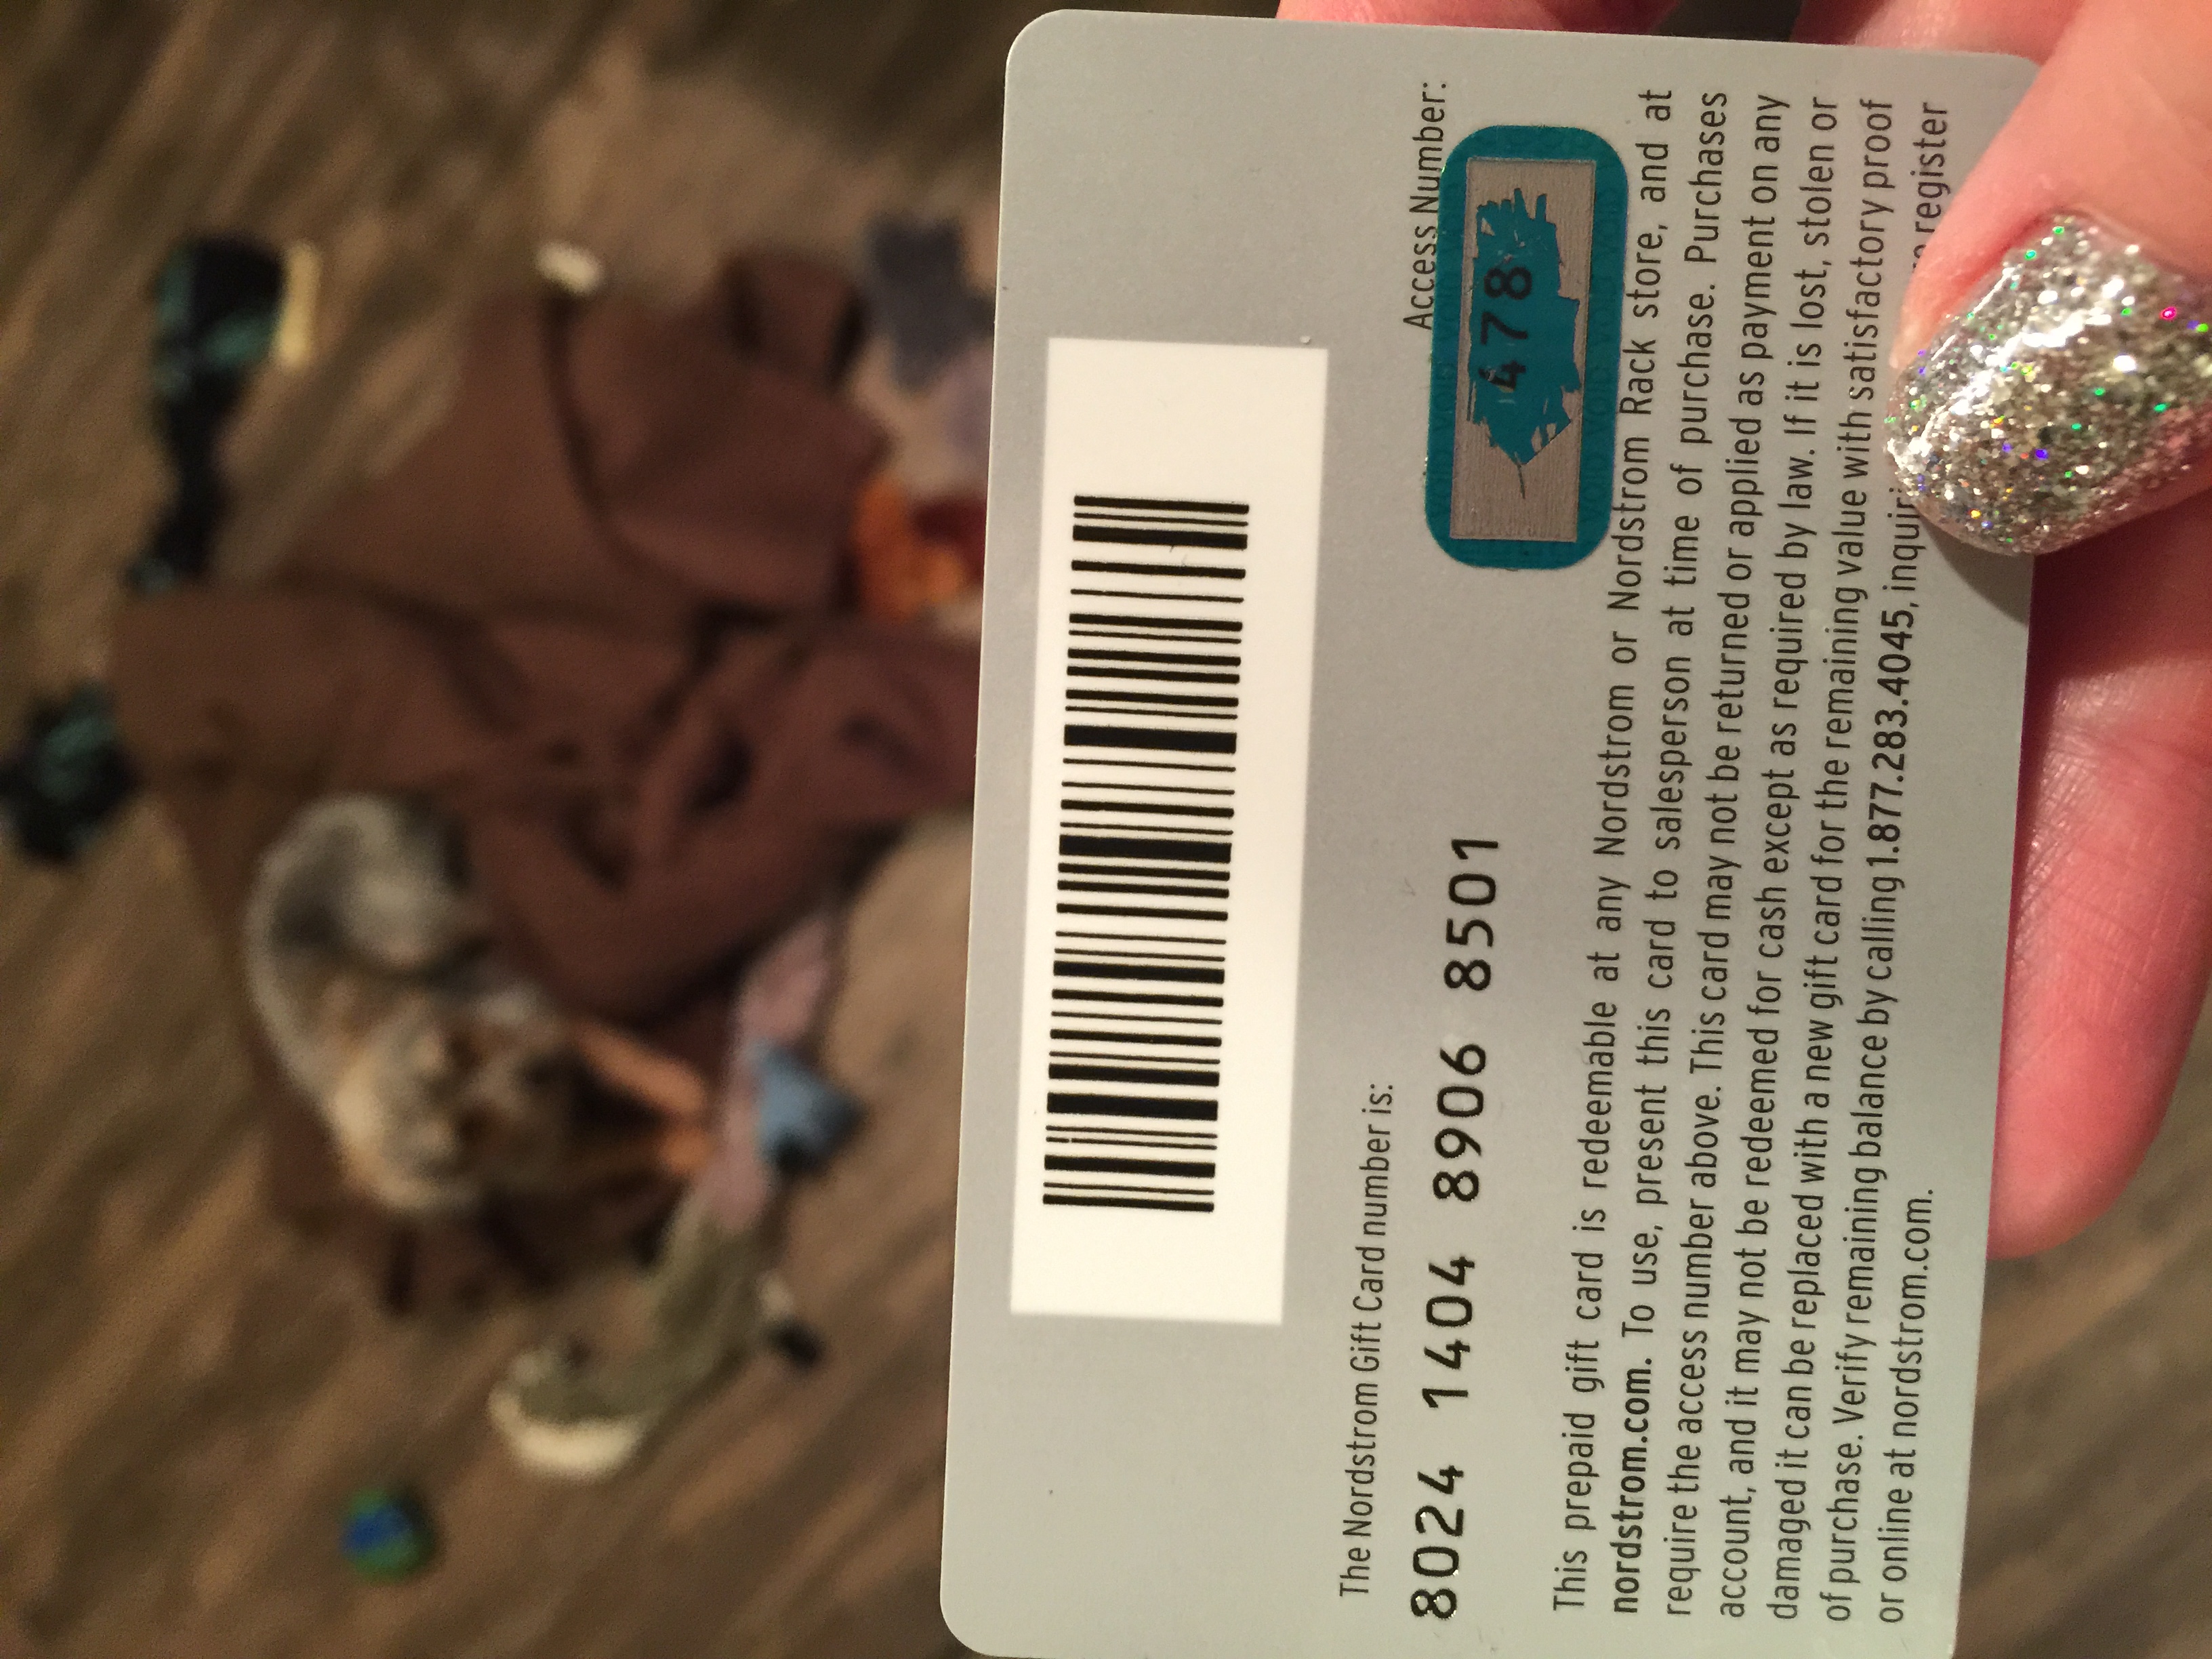 The Nordstrom Gift Card number is:
8024 1404 8906 8501
Access Number:
478
This prepaid gift card is redeemable at any Nordstrom or Nordstrom Rack store, and at
nordstrom.com. To use, present this card to salesperson at time of purchase. Purchases
require the access number above. This card may not be returned or applied as payment on any
account, and it may not be redeemed for cash except as required by law. If it is lost, stolen or
damaged it can be replaced with a new gift card for the remaining value with satisfactory proof
of purchase. Verify remaining balance by calling 1.877.283.4045, register
or online at nordstrom.com.